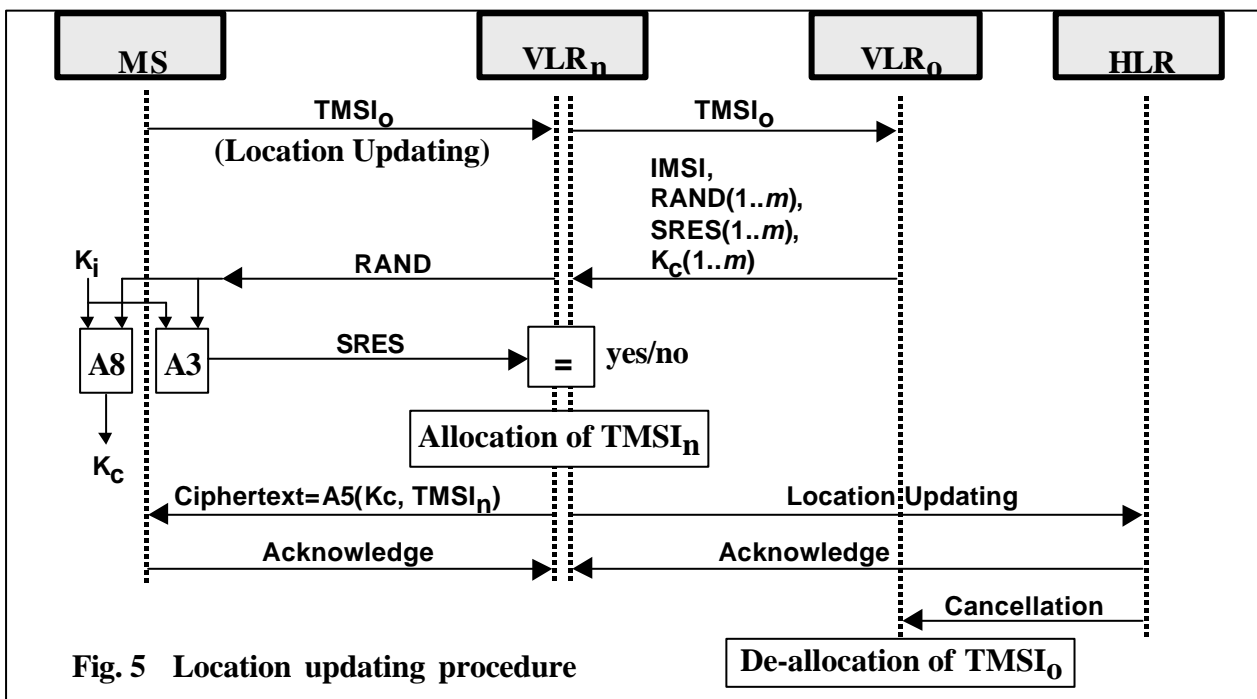 MS
VLRn
VLRo
HLR
TMSIo
TMSIo
(Location Updating)
IMSI,
RAND(1..m),
SRES(1..m),
Kc(1..m)
Ki
RAND
A8
A3
SRES
=
yes/no
Allocation of TMSIn
Kc
Ciphertext=A5(Kc, TMSIn)
Location Updating
Acknowledge
Acknowledge
Cancellation
Fig. 5 Location updating procedure
De-allocation of TMSIo